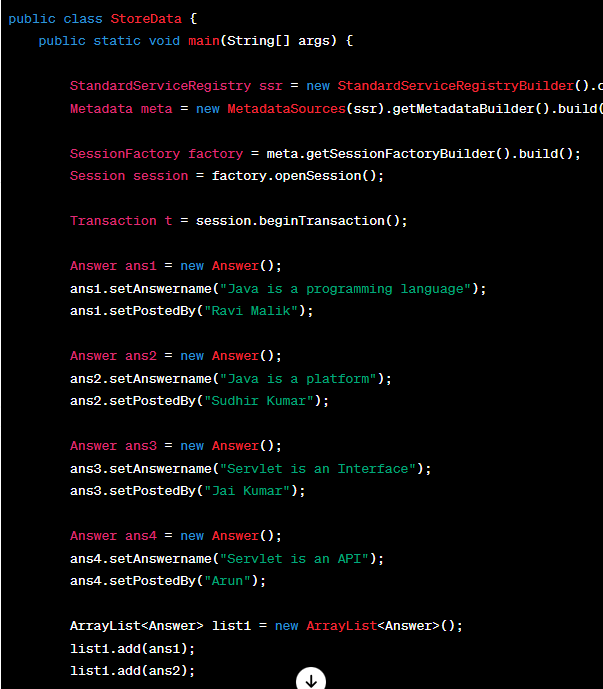 public class StoreData {
public static void main(String[] args) {
StandardServiceRegistry ssr = new StandardServiceRegistryBuilder().c
Metadata meta = new MetadataSources(ssr).getMetadataBuilder().build(
SessionFactory factory = meta.getSessionFactoryBuilder().build();
Session session = factory.openSession();
Transaction t = session.beginTransaction();
Answer ans1 = new Answer();
ans1.setAnswername("Java is a programming language");
ans1.setPostedBy("Ravi Malik");
Answer ans2 = new Answer();
ans2.setAnswername("Java is a platform");
ans2.setPostedBy("Sudhir Kumar");
Answer ans3 = new Answer();
ans3.setAnswername("Servlet is an Interface");
ans3.setPostedBy("Jai Kumar");
Answer ans4 = new Answer();
ans4.setAnswername("Servlet is an API");
ans4.setPostedBy("Arun");
ArrayList<Answer> list1 = new ArrayList<Answer>();
list1.add(ans1);
list1.add(ans2);